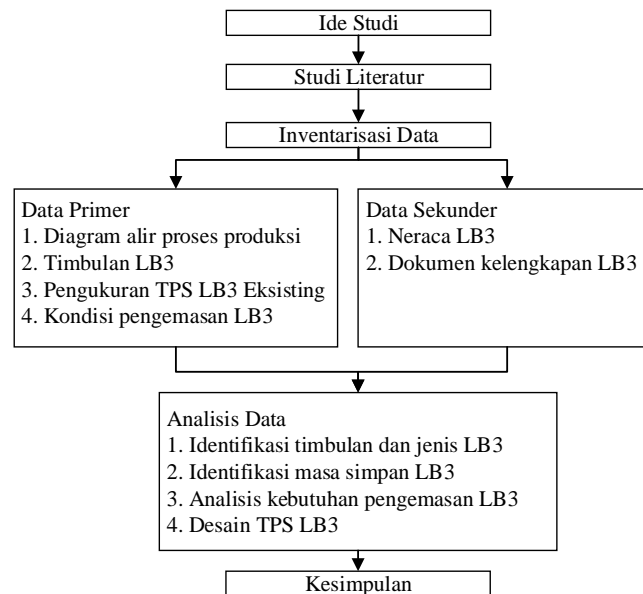 Ide Studi
Studi Literatur
Inventarisasi Data
Data Primer
1. Diagram alir proses produksi
2. Timbulan LB3
3. Pengukuran TPS LB3 Eksisting
4. Kondisi pengemasan LB3
Data Sekunder
1. Neraca LB3
2. Dokumen kelengkapan LB3
Analisis Data
1. Identifikasi timbulan dan jenis LB3
2. Identifikasi masa simpan LB3
3. Analisis kebutuhan pengemasan LB3
4. Desain TPS LB3
Kesimpulan